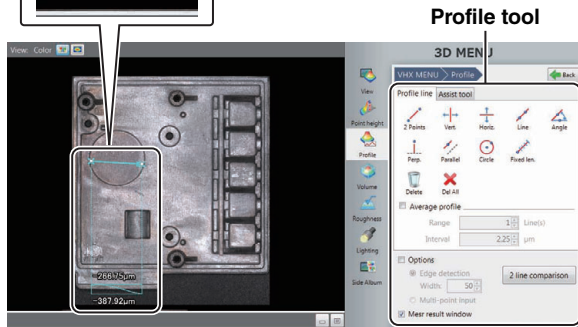 Profile tool
View: Color
3D MENU
VHX MENU Profile Back
Profile line Assist tool
View
2 Points Vert. Horiz. Line Angle
Point height
Perp. Parallel Circle Fixed len.
Profile
Delete Del All
Volume
Average profile
Range 1 Line(s)
Roughness
Interval 2.25 µm
Lighting
Options
Edge detection
Width: 50
2 line comparison
Side Album
Multi-point input
Mesr result window
266.75µm
-387.92µm